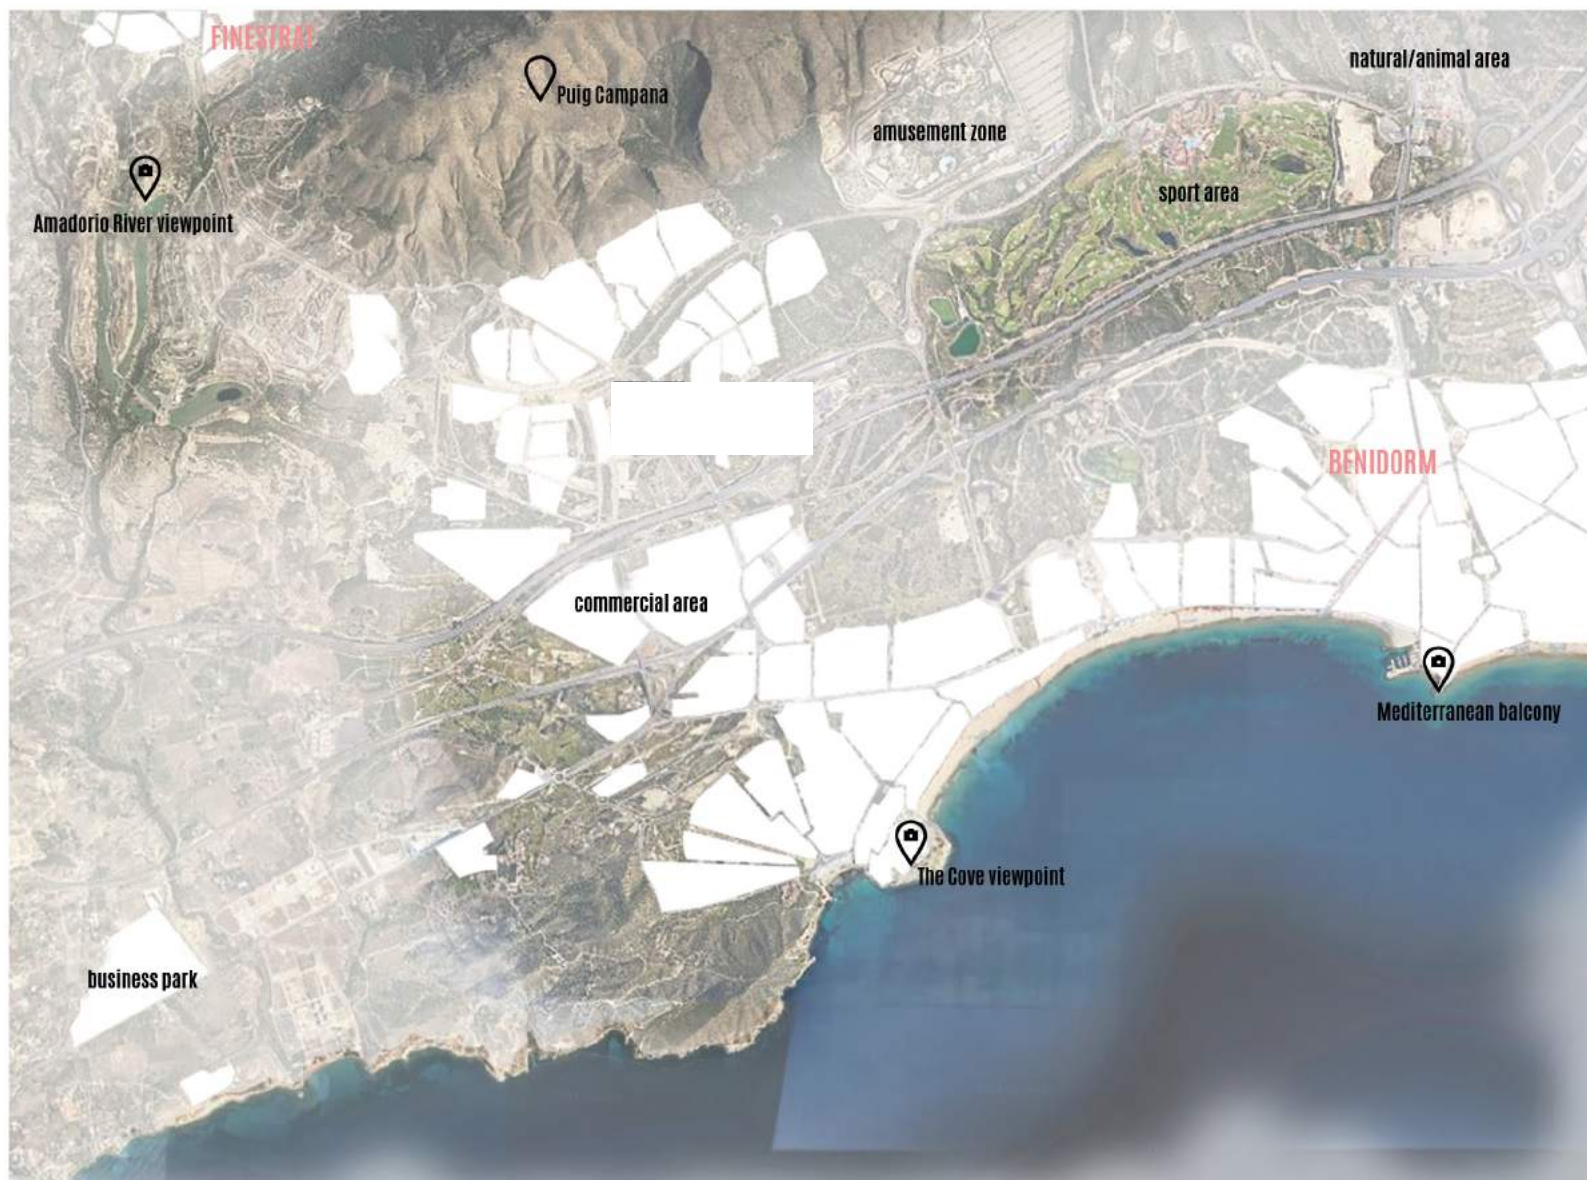 FINESTRAT
natural/animal area
Puig Campana
amusement zone
sport area
Amadorio River viewpoint
BENIDORM
commercial area
Mediterranean balcony
The Cove viewpoint
business park